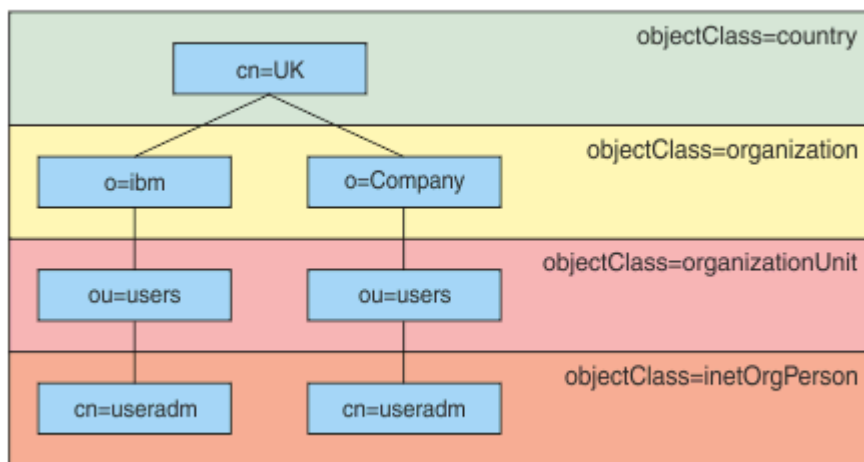 objectClass=country
cn=UK
objectClass=organization
o=ibm
o=Company
objectClass=organizationUnit
ou=users
ou=users
objectClass=inetOrgPerson
cn=useradm
cn=useradm